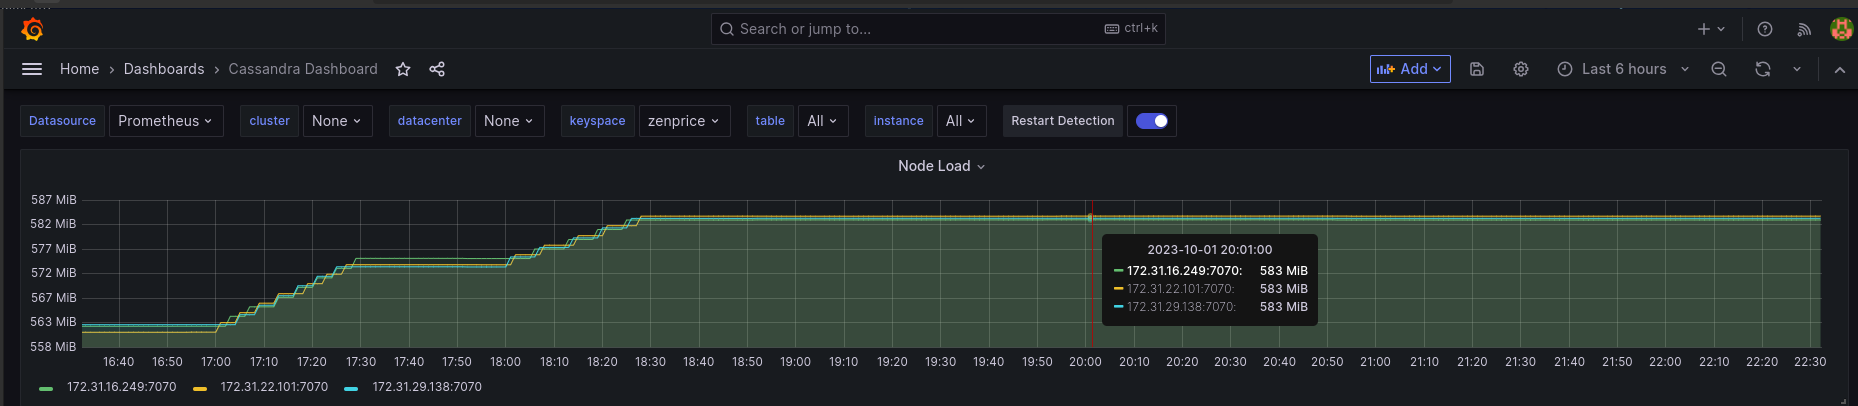 Search or jump to... ctrl+k
Home › Dashboards › Cassandra Dashboard Add Last 6 hours
Datasource Prometheus cluster None datacenter None keyspace zenprice table All instance All Restart Detection
Node Load
587 MiB
582 MiB
577 MiB
572 MiB
567 MiB
563 MiB
558 MiB
2023-10-01 20:01:00
172.31.16.249:7070: 583 MiB
172.31.22.101:7070: 583 MiB
172.31.29.138:7070: 583 MiB
16:40 16:50 17:00 17:10 17:20 17:30 17:40 17:50 18:00 18:10 18:20 18:30 18:40 18:50 19:00 19:10 19:20 19:30 19:40 19:50 20:00 20:10 20:20 20:30 20:40 20:50 21:00 21:10 21:20 21:30 21:40 21:50 22:00 22:10 22:20 22:30
172.31.16.249:7070 172.31.22.101:7070 172.31.29.138:7070